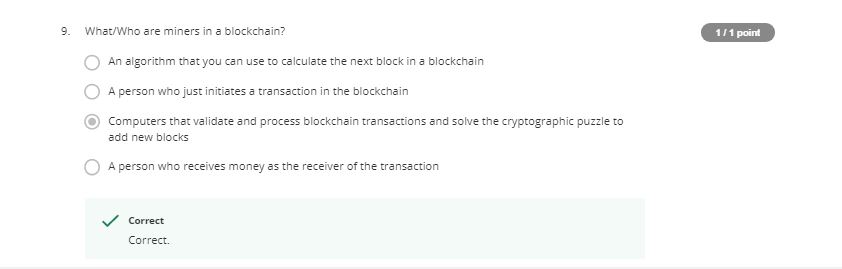 9. What/Who are miners in a blockchain?
1 / 1 point
An algorithm that you can use to calculate the next block in a blockchain
A person who just initiates a transaction in the blockchain
Computers that validate and process blockchain transactions and solve the cryptographic puzzle to
add new blocks
A person who receives money as the receiver of the transaction
Correct
Correct.